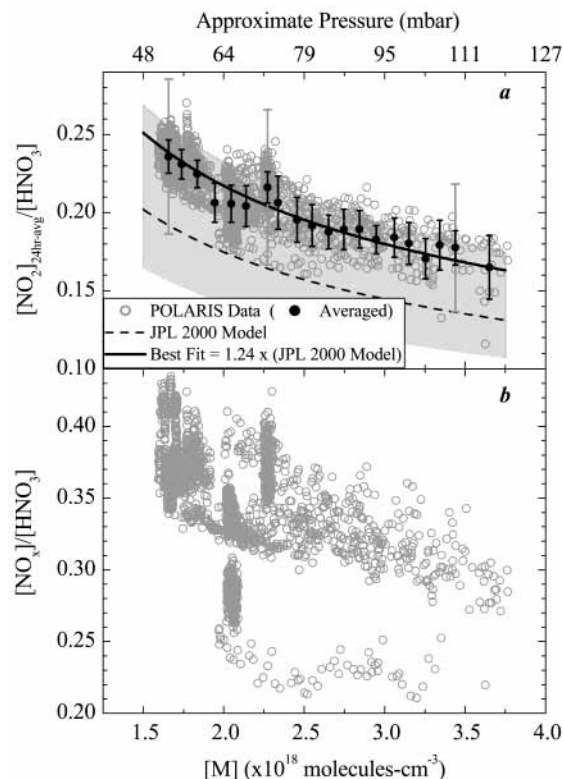 Approximate Pressure (mbar)
48 64 79 95 111 127
a
0.25
0.20
0.15
0.10
[NO2]24hr-avg/[HNO3]
POLARIS Data ( Averaged)
JPL 2000 Model
Best Fit = 1.24 x (JPL 2000 Model)
b
0.40
0.35
0.30
0.25
0.20
[NOx]/[HNO3]
1.5 2.0 2.5 3.0 3.5 4.0
[M] (x10^18 molecules-cm^-3)